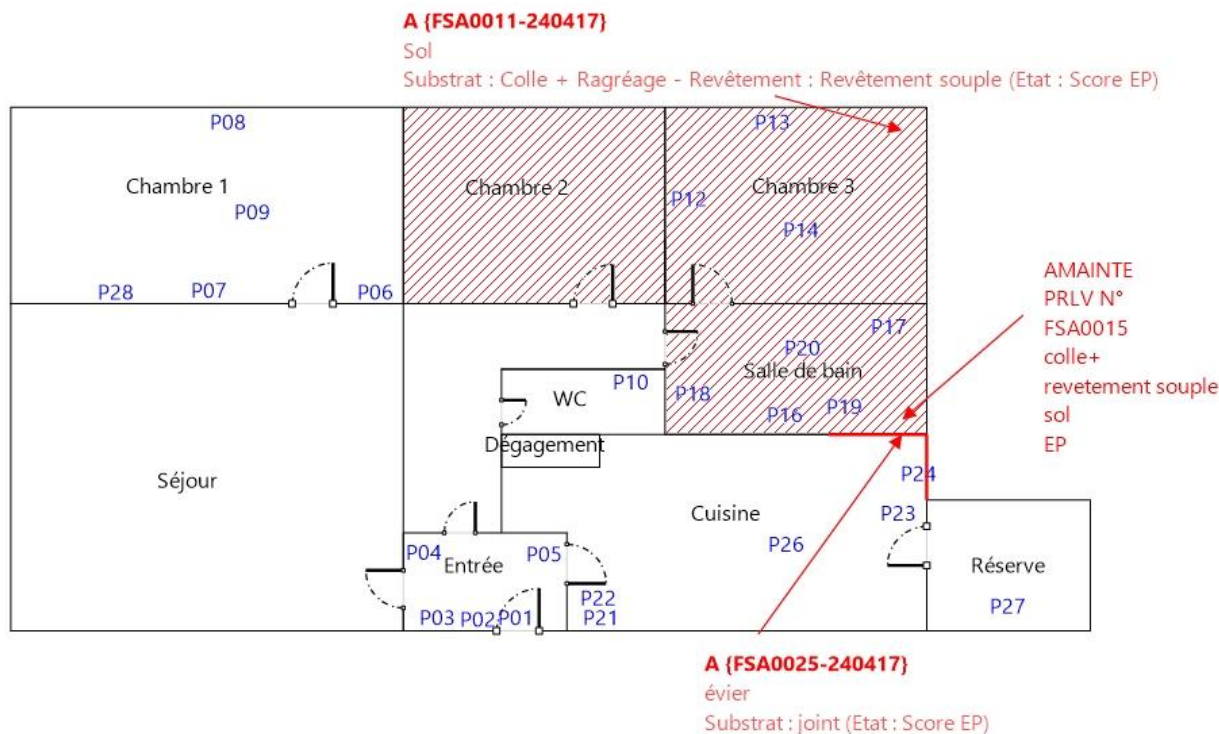 A {FSA0011-240417}
Sol
Substrat : Colle + Ragréage - Revêtement : Revêtement souple (Etat : Score EP)
P08
P13
Chambre 1
Chambre 2
P12
Chambre 3
P09
P14
P28
P07
P06
AMAINTE
PRLV N°
FSA0015
colle+
revetement souple
sol
EP
P17
P20
Salle de bain
P10
WC
P18
P16
P19
Dégagement
Séjour
P24
Cuisine
P23
P26
P04
P05
Entrée
Réserve
P22
P27
P03
P02
P01
P21
A {FSA0025-240417}
évier
Substrat : joint (Etat : Score EP)